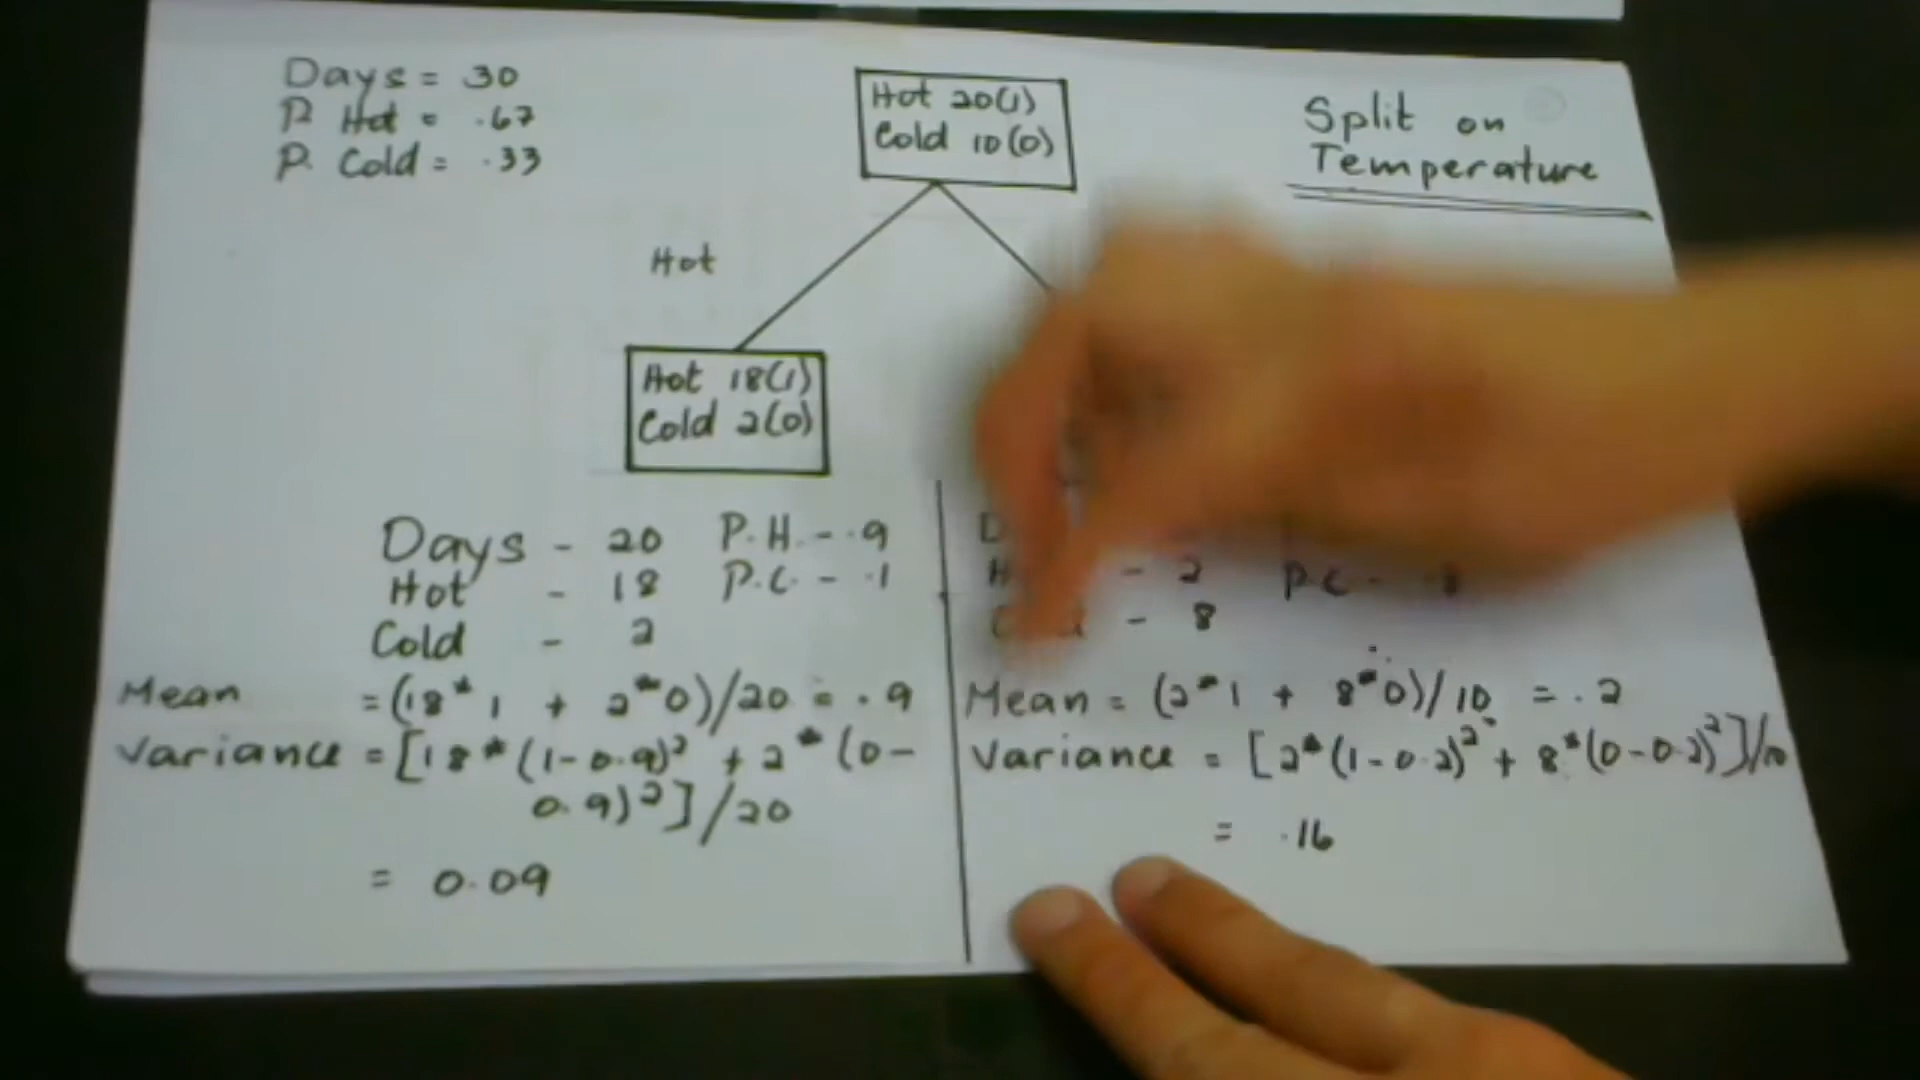 Days = 30
P Hot = .67
P. Cold = .33
Hot 20(1)
Cold 10(0)
Split on
Temperature
Hot
Hot 18(1)
Cold 2(0)
Days - 20 P.H. - .9
Hot - 18 P.C. - .1
Cold - 2
Mean = (18*1 + 2*0)/20 = .9
Variance = [18*(1-0.9)² + 2*(0-
0.9)²]/20
= 0.09
- 2 P.C -
- 8
Mean = (2*1 + 8*0)/10 = .2
Variance = [2*(1-0.2)² + 8*(0-0.2)²]/10
= .16